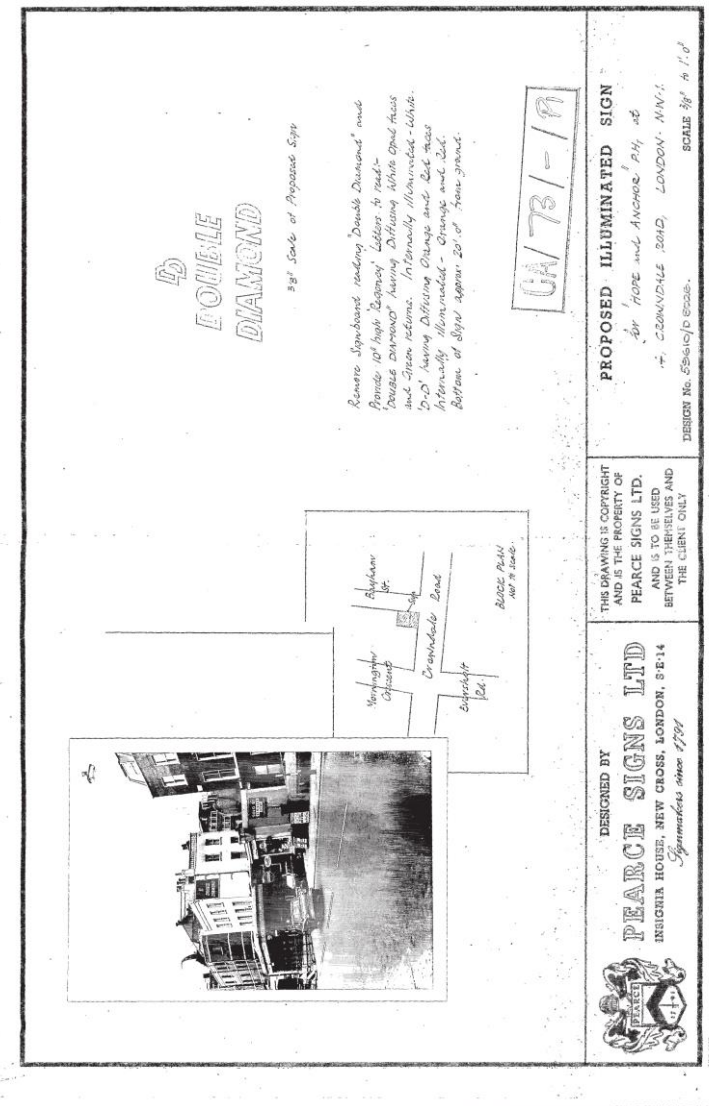 DD
DOUBLE
DIAMOND
3/8" Scale of Proposed Sign
Remove Signboard reading "Double Diamond" and
Provide 10" high 'Regency' Letters to read:-
"DOUBLE DIAMOND" having Diffusing White Opal faces
and Green returns. Internally Illuminated - White.
'D-D' having Diffusing Orange and Red faces
Internally Illuminated - Orange and Red.
Bottom of Sign approx: 20'.0" from ground.
Mornington
Crescent
Bayham
St.
Sign
Crowndale Road
Eversholt
Rd.
BLOCK PLAN
Not to scale.
PEARCE
DESIGNED BY
PEARCE SIGNS LTD
INSIGNIA HOUSE, NEW CROSS, LONDON, S·E·14
Signmakers since 1791
THIS DRAWING IS COPYRIGHT
AND IS THE PROPERTY OF
PEARCE SIGNS LTD.
AND IS TO BE USED
BETWEEN THEMSELVES AND
THE CLIENT ONLY
PROPOSED ILLUMINATED SIGN
for 'HOPE and ANCHOR' P.H. at
CROWNDALE ROAD, LONDON · N·W·1.
DESIGN No. SCALE 3/8" to 1'.0"